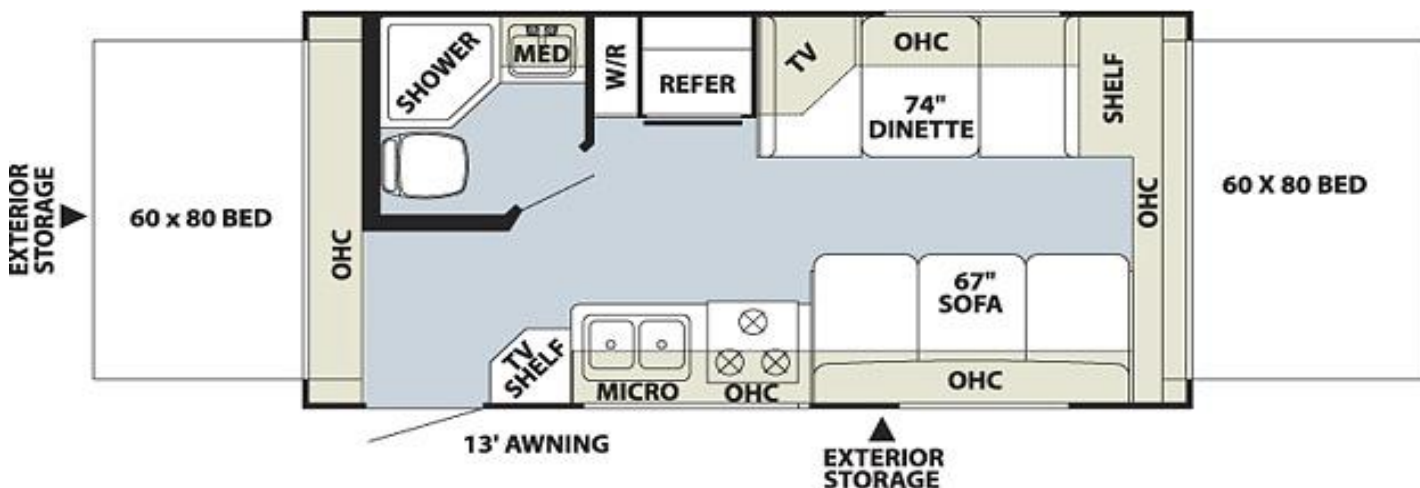 SHOWER
MED
W/R
REFER
TV
OHC
74"
DINETTE
SHELF
EXTERIOR
STORAGE
60 x 80 BED
OHC
OHC
60 X 80 BED
67"
SOFA
TV
SHELF
MICRO
OHC
OHC
13' AWNING
EXTERIOR
STORAGE